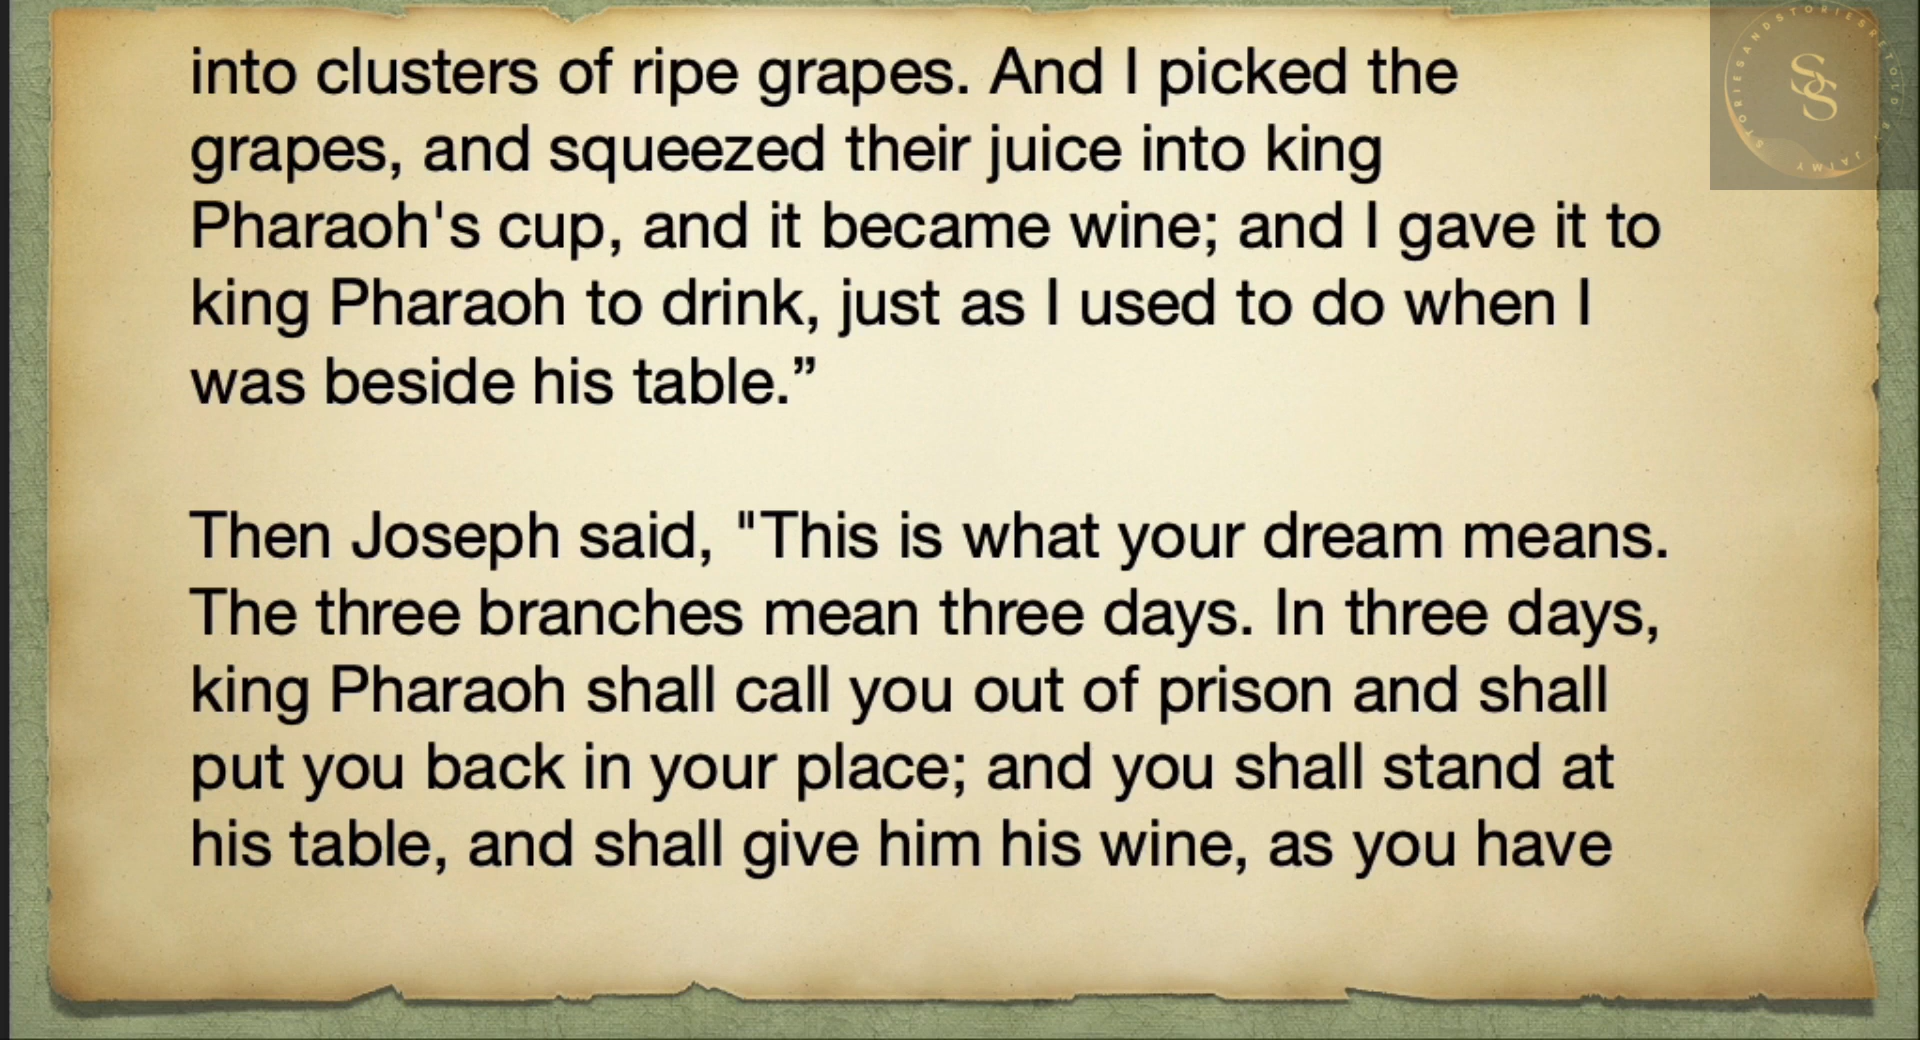 into clusters of ripe grapes. And I picked the
grapes, and squeezed their juice into king
Pharaoh's cup, and it became wine; and I gave it to
king Pharaoh to drink, just as I used to do when I
was beside his table.”
Then Joseph said, "This is what your dream means.
The three branches mean three days. In three days,
king Pharaoh shall call you out of prison and shall
put you back in your place; and you shall stand at
his table, and shall give him his wine, as you have
STORIESANDSTORIESRETOLD BY JAIMY
SS